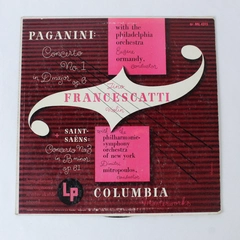 PAGANINI:
Concerto
No. 1
in D major,
op. 6
with the
philadelphia
orchestra
Eugene
ormandy,
conductor
Zino
FRANCESCATTI
violin
SAINT-
SAËNS:
Concerto No. 3
in B minor,
op. 61
with the
philharmonic-
symphony
orchestra
of new york
Dimitri
mitropoulos,
conductor
Lp
COLUMBIA